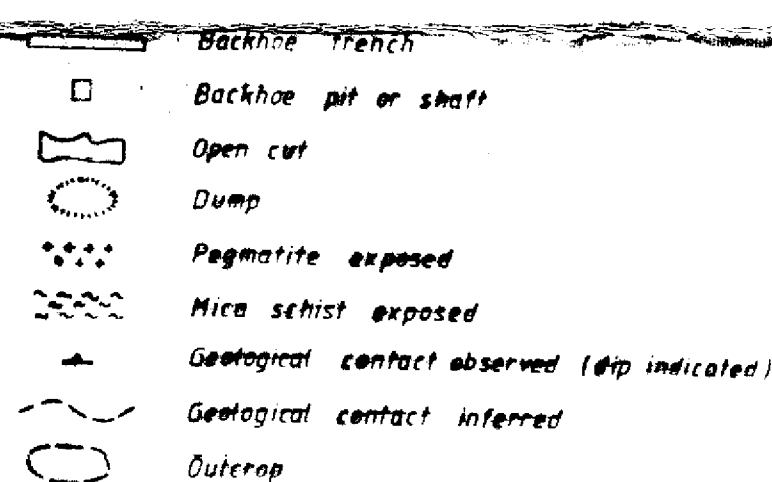 Backhoe trench
Backhoe pit or shaft
Open cut
Dump
Pegmatite exposed
Mica schist exposed
Geological contact observed (dip indicated)
Geological contact inferred
Outcrop